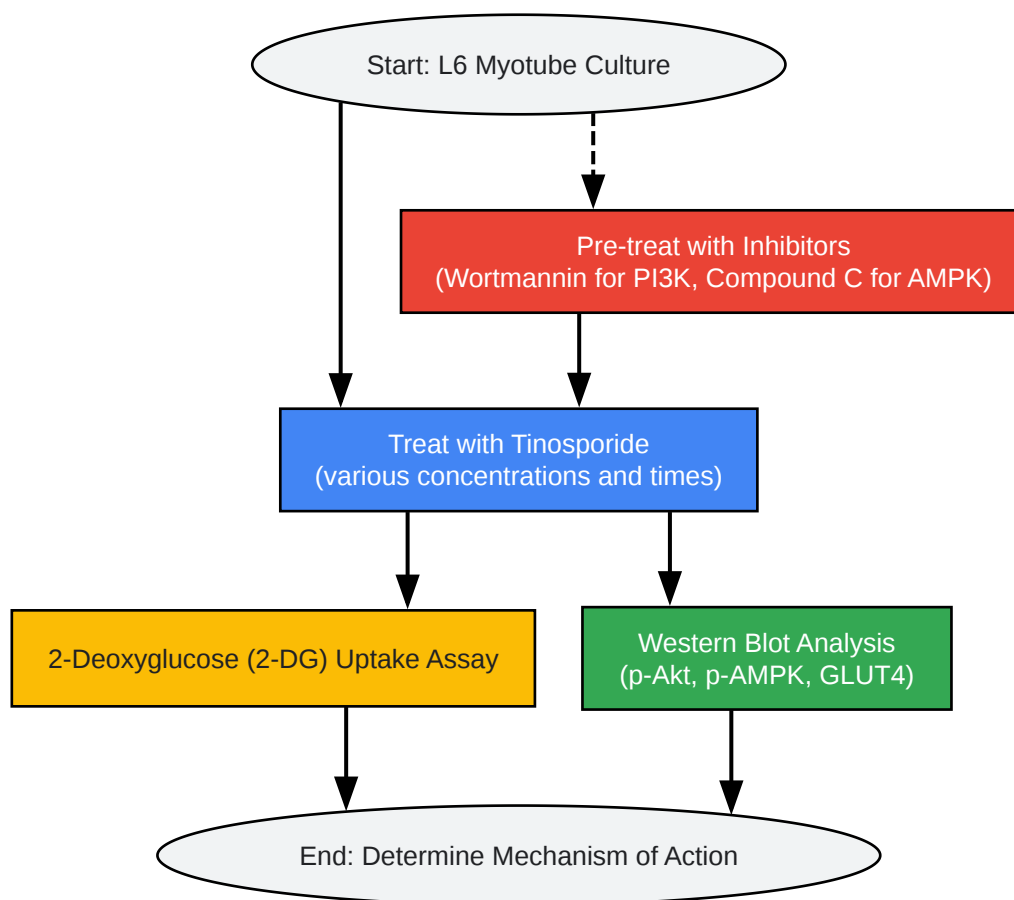 Start: L6 Myotube Culture
Pre-treat with Inhibitors
(Wortmannin for PI3K, Compound C for AMPK)
Treat with Tinosporide
(various concentrations and times)
2-Deoxyglucose (2-DG) Uptake Assay
Western Blot Analysis
(p-Akt, p-AMPK, GLUT4)
End: Determine Mechanism of Action